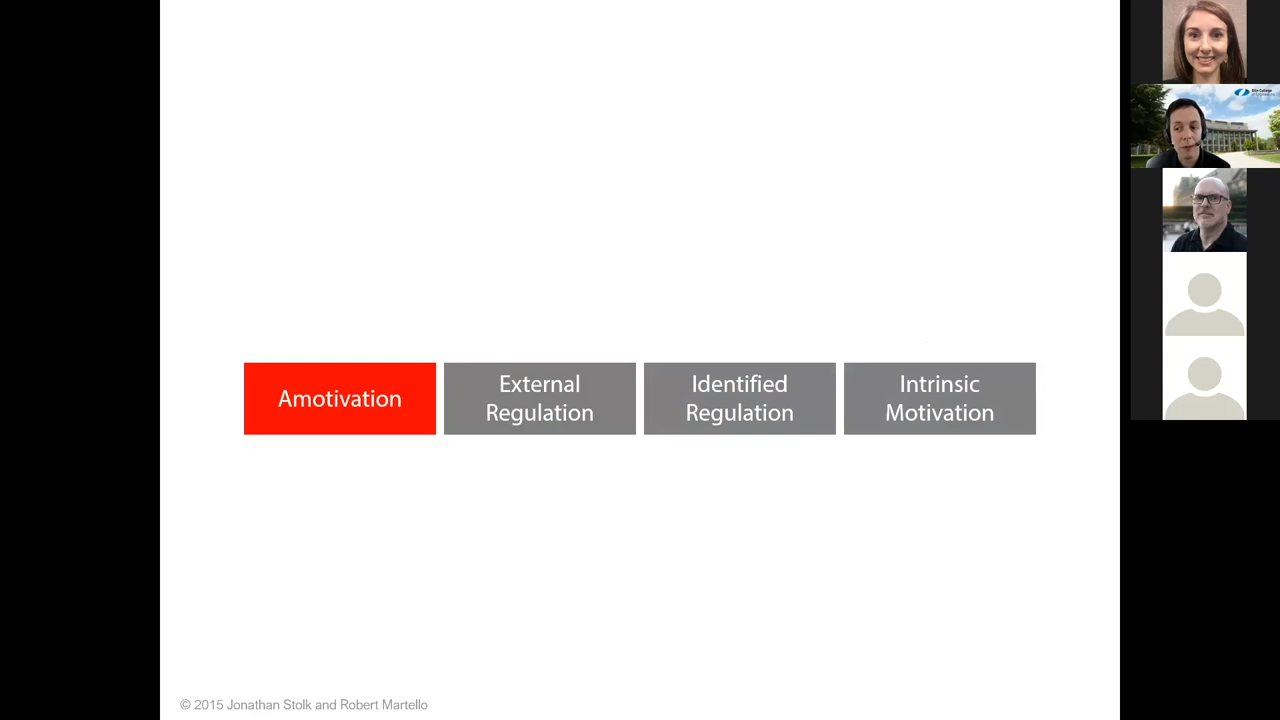 Amotivation
External
Regulation
Identified
Regulation
Intrinsic
Motivation
© 2015 Jonathan Stolk and Robert Martello